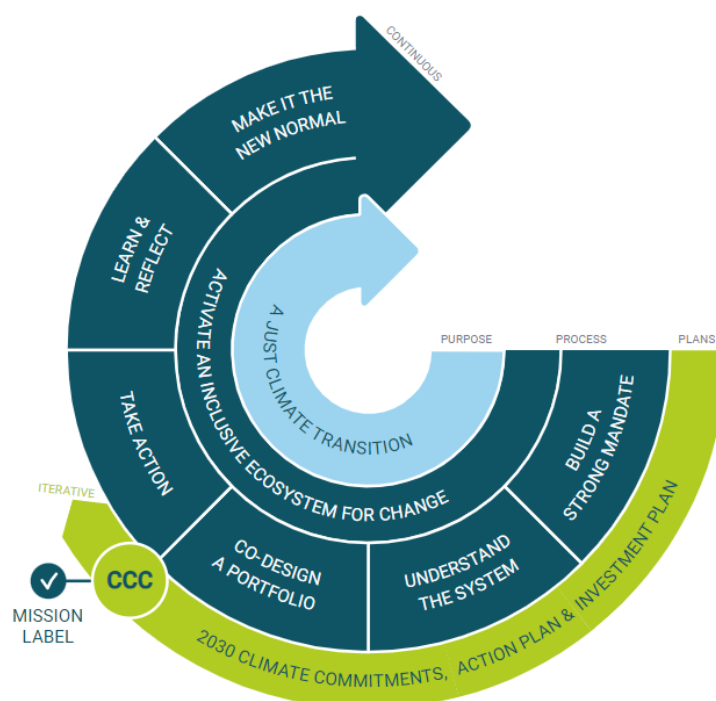 CONTINUOUS
MAKE IT THE
NEW NORMAL
LEARN &
REFLECT
ACTIVATE AN INCLUSIVE ECOSYSTEM FOR CHANGE
A JUST CLIMATE TRANSITION
PURPOSE
PROCESS
PLANS
BUILD A
STRONG MANDATE
TAKE ACTION
ITERATIVE
CO-DESIGN
A PORTFOLIO
UNDERSTAND
THE SYSTEM
CCC
MISSION
LABEL
2030 CLIMATE COMMITMENTS, ACTION PLAN & INVESTMENT PLAN